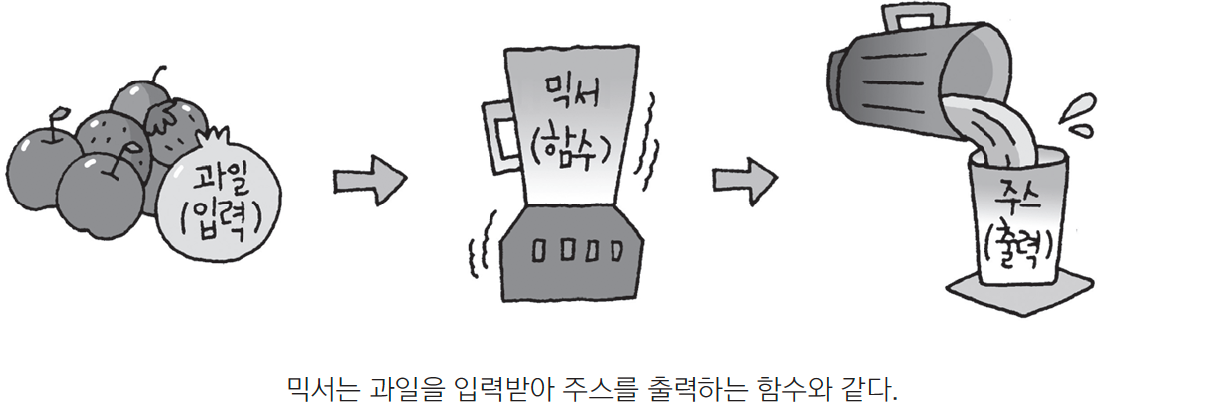 과일
(입력)
믹서
(함수)
주스
(출력)
믹서는 과일을 입력받아 주스를 출력하는 함수와 같다.